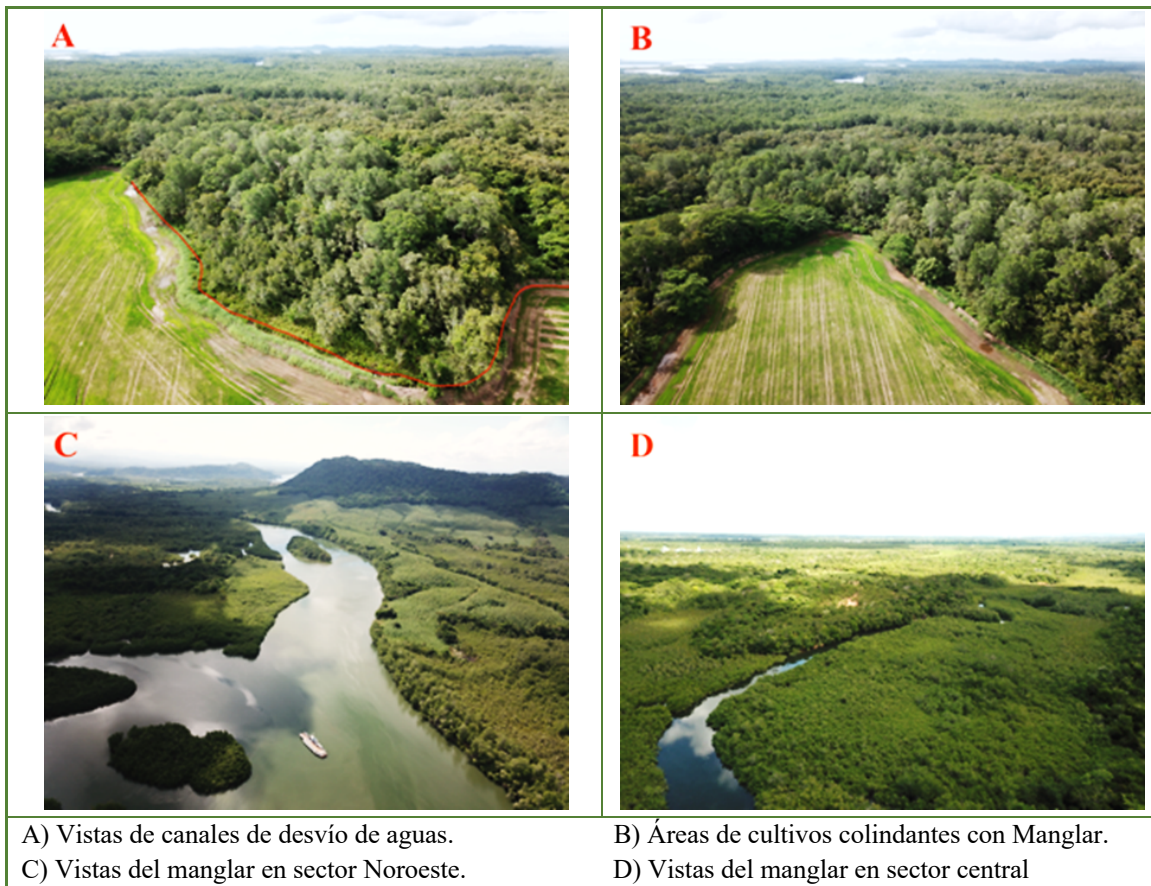 A
B
C
D
A) Vistas de canales de desvío de aguas.
B) Áreas de cultivos colindantes con Manglar.
C) Vistas del manglar en sector Noroeste.
D) Vistas del manglar en sector central